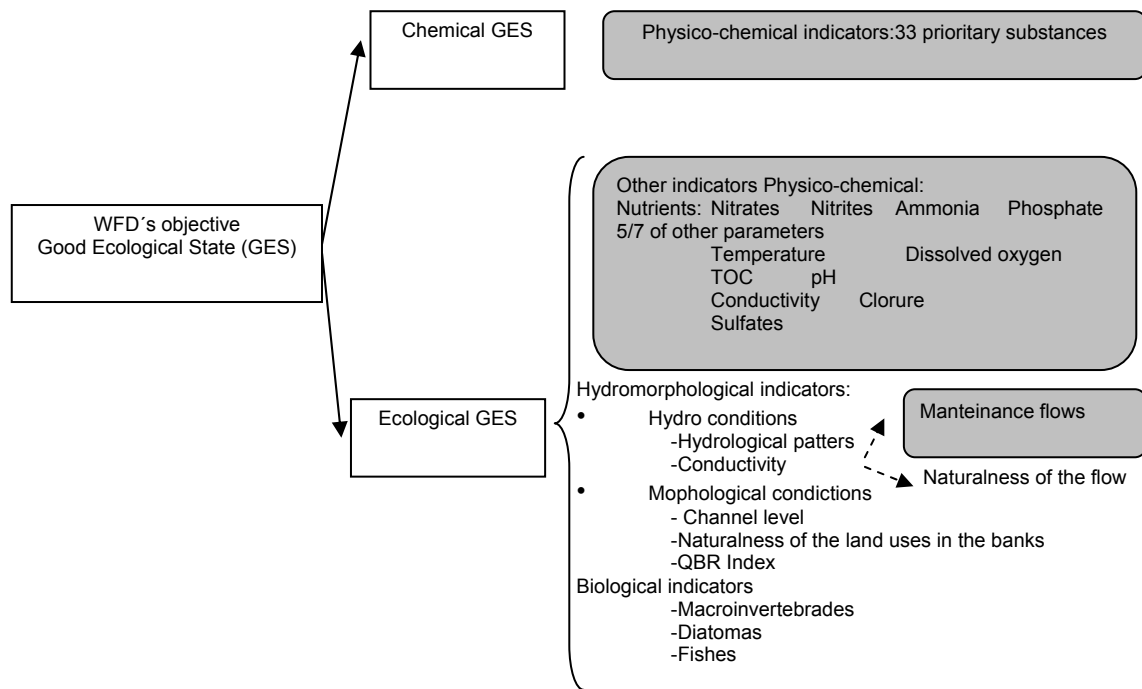 Chemical GES
Physico-chemical indicators:33 prioritary substances
WFD´s objective
Good Ecological State (GES)
Other indicators Physico-chemical:
Nutrients: Nitrates Nitrites Ammonia Phosphate
5/7 of other parameters
Temperature Dissolved oxygen
TOC pH
Conductivity Clorure
Sulfates
Ecological GES
Hydromorphological indicators:
• Hydro conditions
-Hydrological patters
-Conductivity
Manteinance flows
Naturalness of the flow
• Mophological condictions
- Channel level
-Naturalness of the land uses in the banks
-QBR Index
Biological indicators
-Macroinvertebrades
-Diatomas
-Fishes